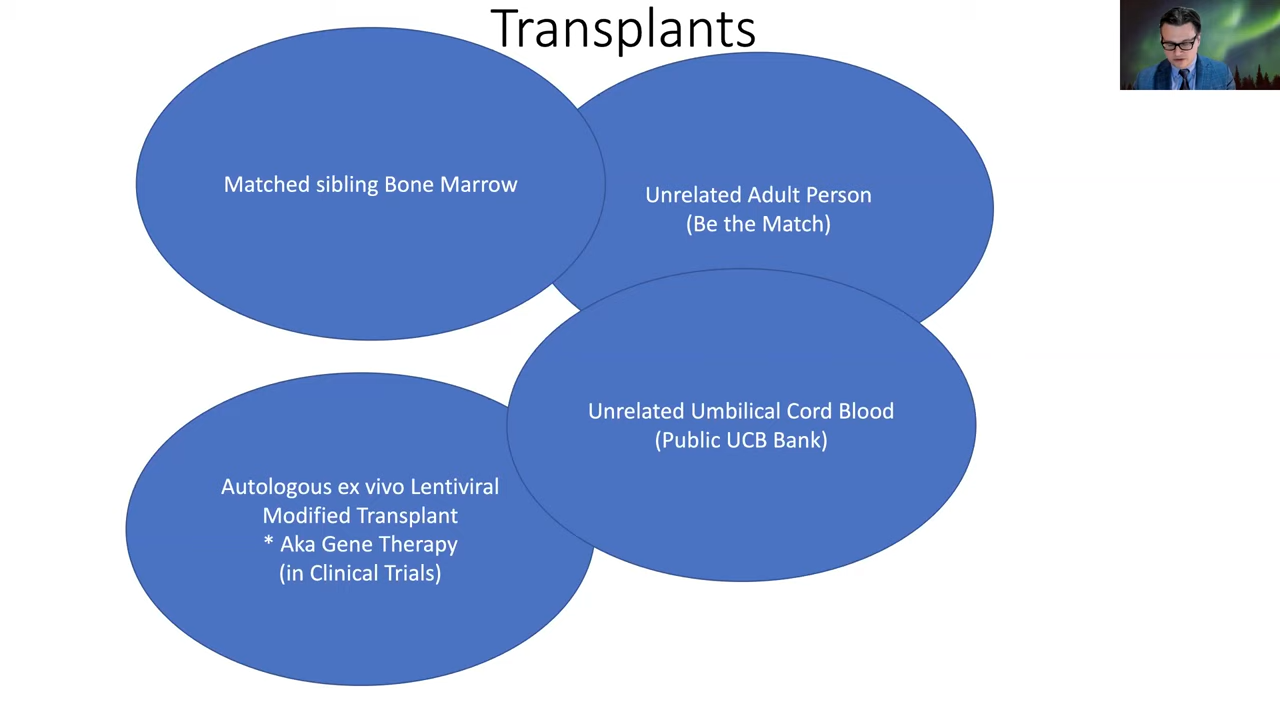 Transplants
Matched sibling Bone Marrow
Unrelated Adult Person
(Be the Match)
Unrelated Umbilical Cord Blood
(Public UCB Bank)
Autologous ex vivo Lentiviral
Modified Transplant
* Aka Gene Therapy
(in Clinical Trials)